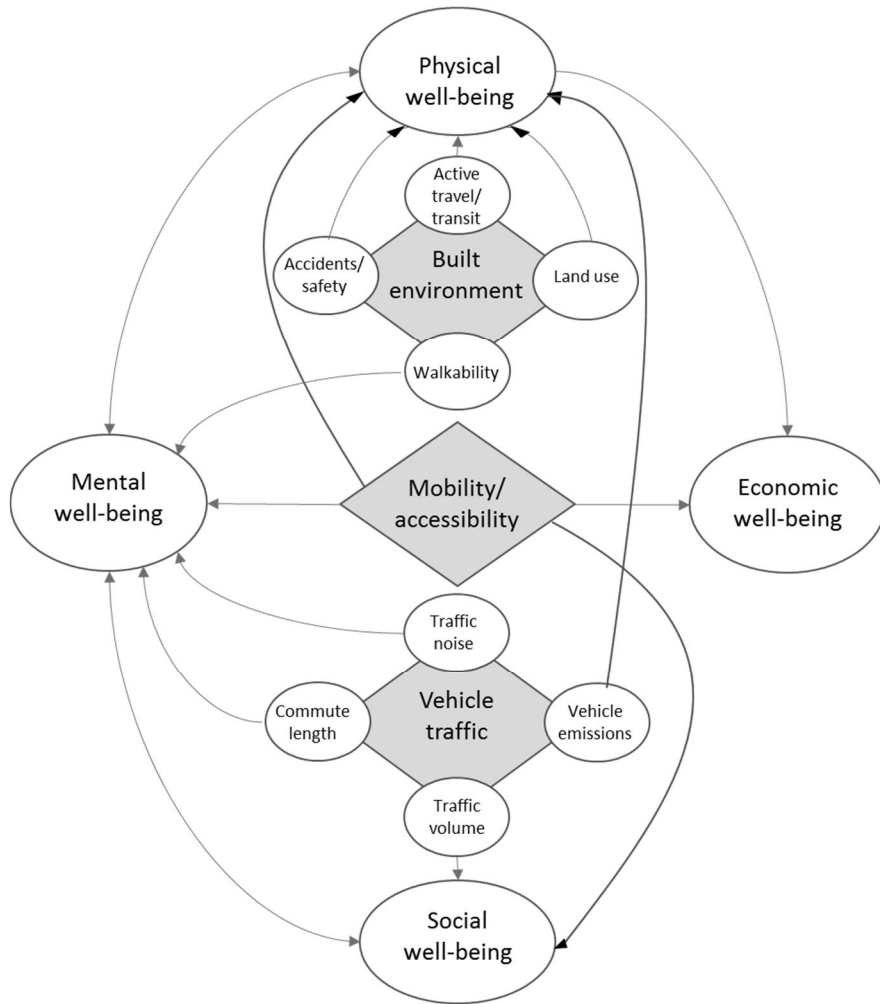 Physical
well-being
Active
travel/
transit
Accidents/
safety
Built
environment
Land use
Walkability
Mental
well-being
Mobility/
accessibility
Economic
well-being
Traffic
noise
Commute
length
Vehicle
traffic
Vehicle
emissions
Traffic
volume
Social
well-being